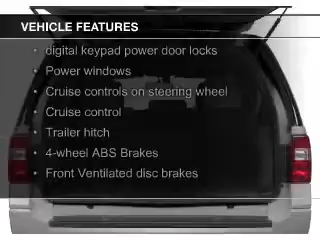 VEHICLE FEATURES
• digital keypad power door locks
• Power windows
• Cruise controls on steering wheel
• Cruise control
• Trailer hitch
• 4-wheel ABS Brakes
• Front Ventilated disc brakes